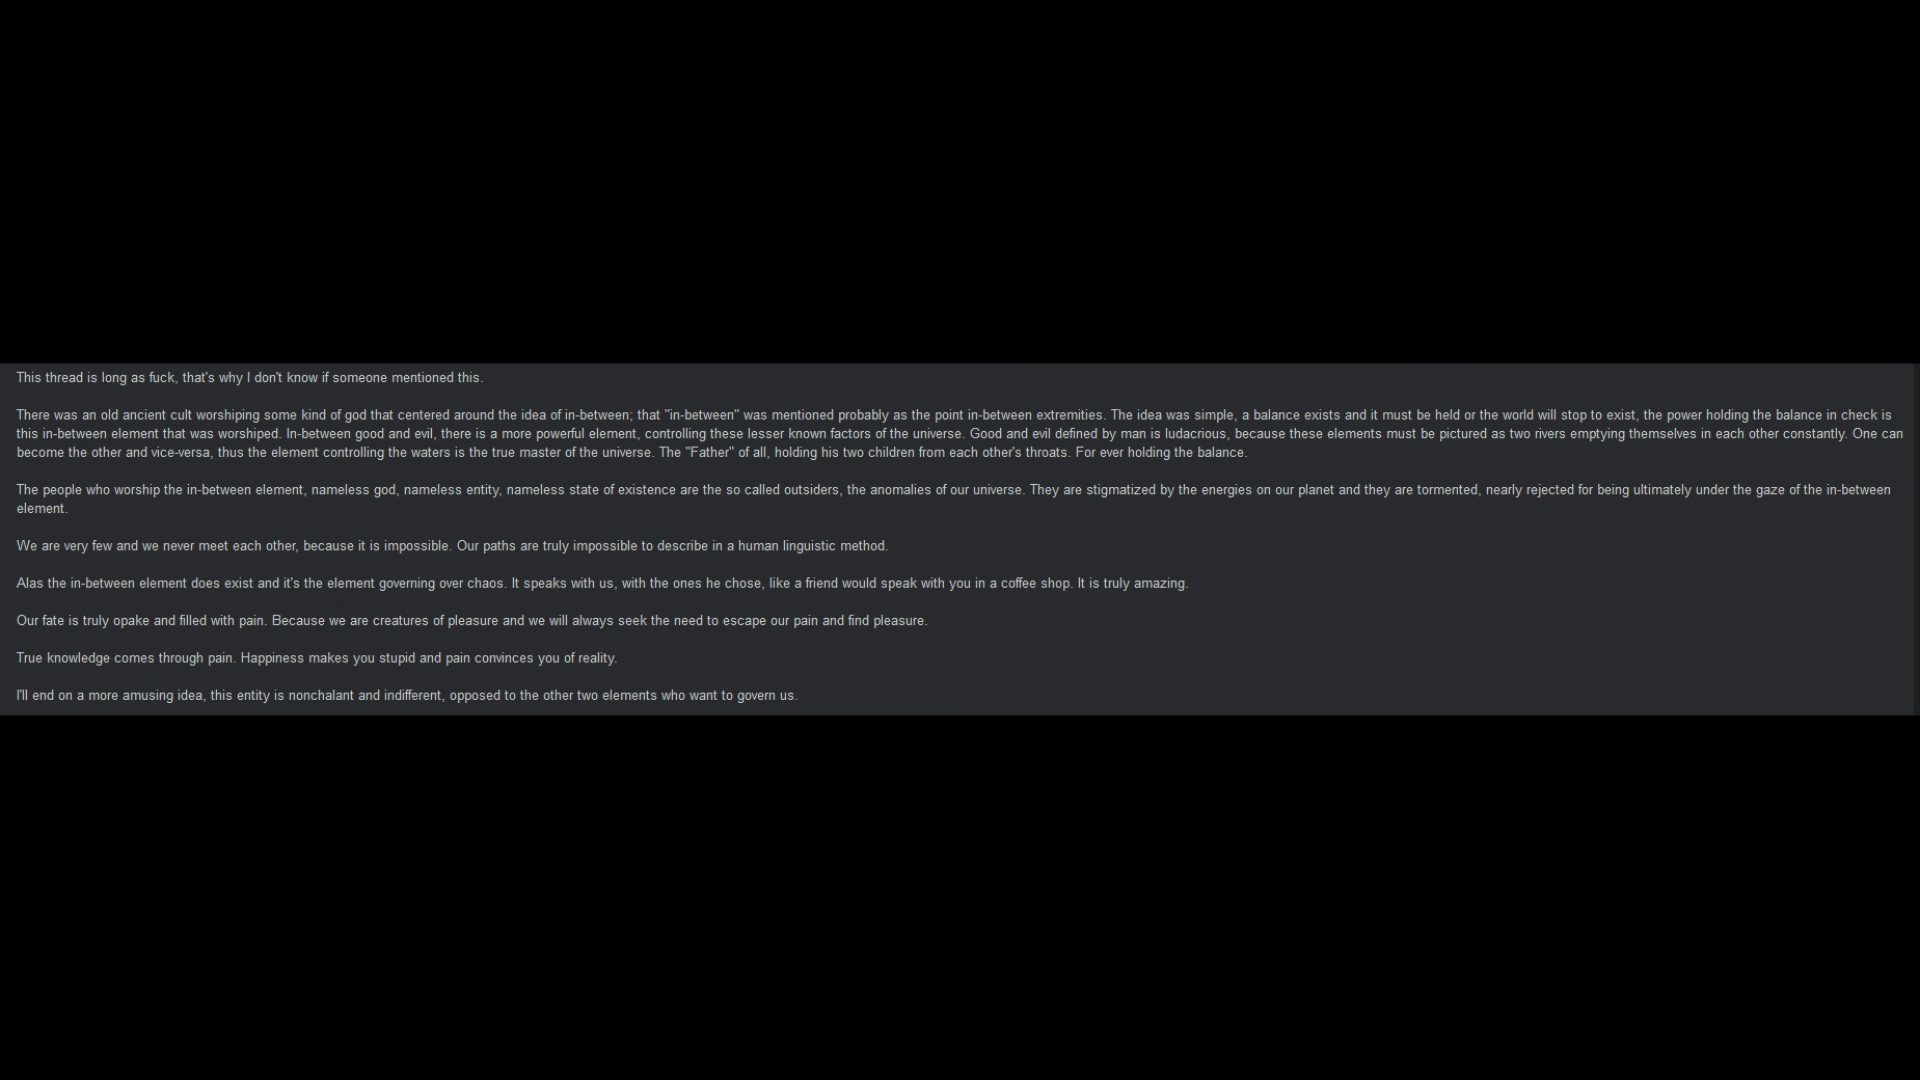 This thread is long as fuck, that's why I don't know if someone mentioned this.
There was an old ancient cult worshiping some kind of god that centered around the idea of in-between; that "in-between" was mentioned probably as the point in-between extremities. The idea was simple, a balance exists and it must be held or the world will stop to exist, the power holding the balance in check is
this in-between element that was worshiped. In-between good and evil, there is a more powerful element, controlling these lesser known factors of the universe. Good and evil defined by man is ludacrious, because these elements must be pictured as two rivers emptying themselves in each other constantly. One can
become the other and vice-versa, thus the element controlling the waters is the true master of the universe. The "Father" of all, holding his two children from each other's throats. For ever holding the balance.
The people who worship the in-between element, nameless god, nameless entity, nameless state of existence are the so called outsiders, the anomalies of our universe. They are stigmatized by the energies on our planet and they are tormented, nearly rejected for being ultimately under the gaze of the in-between
element.
We are very few and we never meet each other, because it is impossible. Our paths are truly impossible to describe in a human linguistic method.
Alas the in-between element does exist and it's the element governing over chaos. It speaks with us, with the ones he chose, like a friend would speak with you in a coffee shop. It is truly amazing.
Our fate is truly opake and filled with pain. Because we are creatures of pleasure and we will always seek the need to escape our pain and find pleasure.
True knowledge comes through pain. Happiness makes you stupid and pain convinces you of reality.
I'll end on a more amusing idea, this entity is nonchalant and indifferent, opposed to the other two elements who want to govern us.